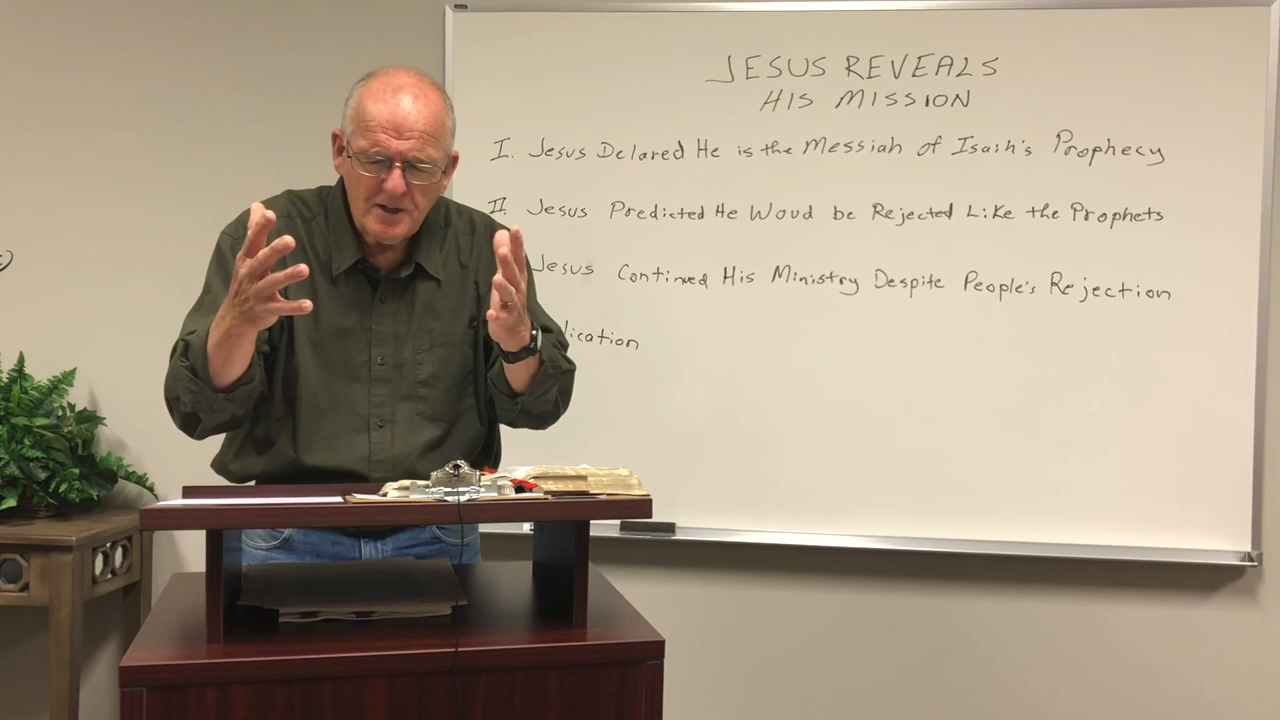 JESUS REVEALS
HIS MISSION
I. Jesus Delared He is the Messiah of Isaih's Prophecy
II. Jesus Predicted He Woud be Rejected Like the Prophets
Jesus Continued His Ministry Despite People's Rejection
lication